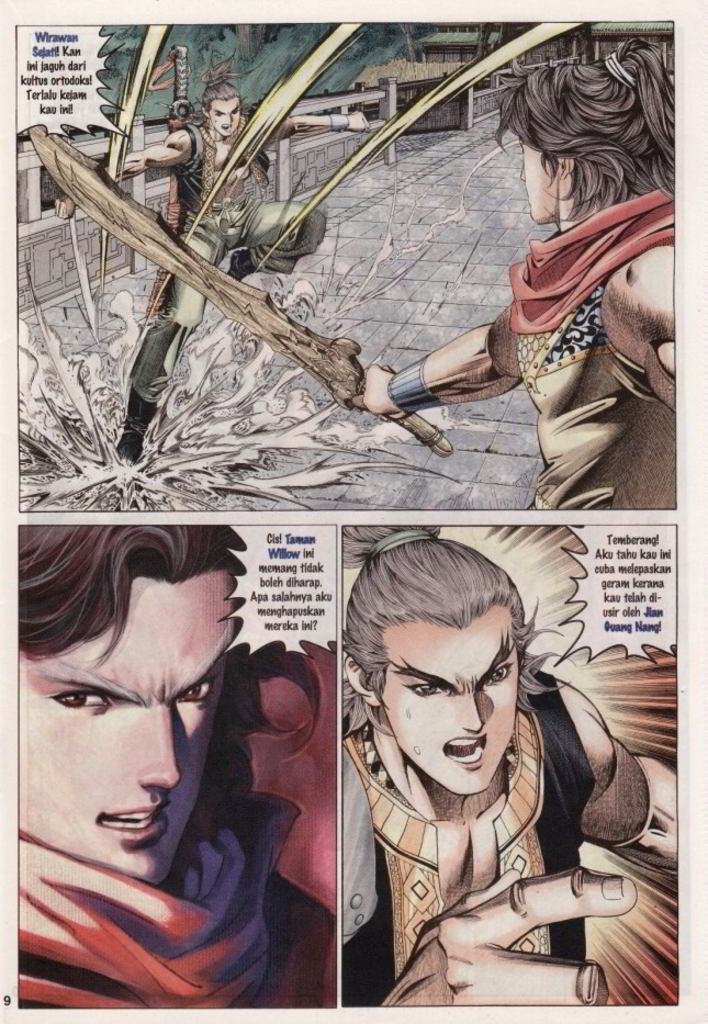 Wirawan
Sejati! Kan
ini jaguh dari
kultus ortodoks!
Terlalu kejam
kau ini!
Cis! Taman
Willow ini
memang tidak
boleh diharap.
Apa salahnya aku
menghapuskan
mereka ini?
Temberang!
Aku tahu kau ini
cuba melepaskan
geram kerana
kau telah di-
usir oleh Jian
Guang Nang!
9